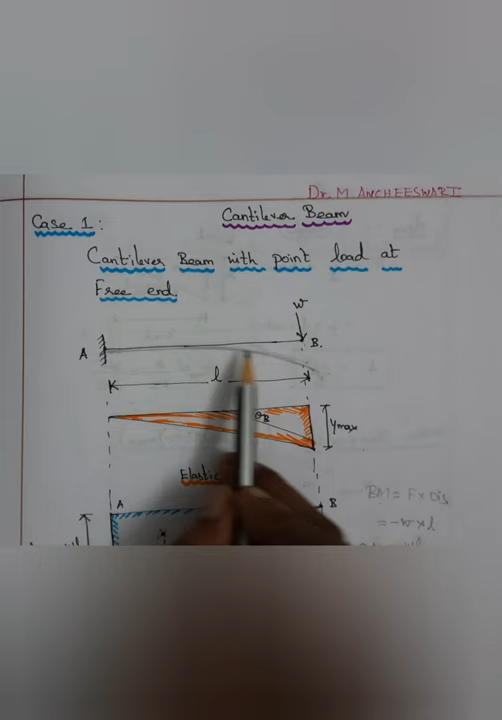 Dr. M. ANCHEESWARI
Cantilever Beam
Case 1:
Cantilever Beam with point load at
Free end.
w
A
B.
l
θB
ymax
Elastic
A
B
BM = F x Dis
= -w x l